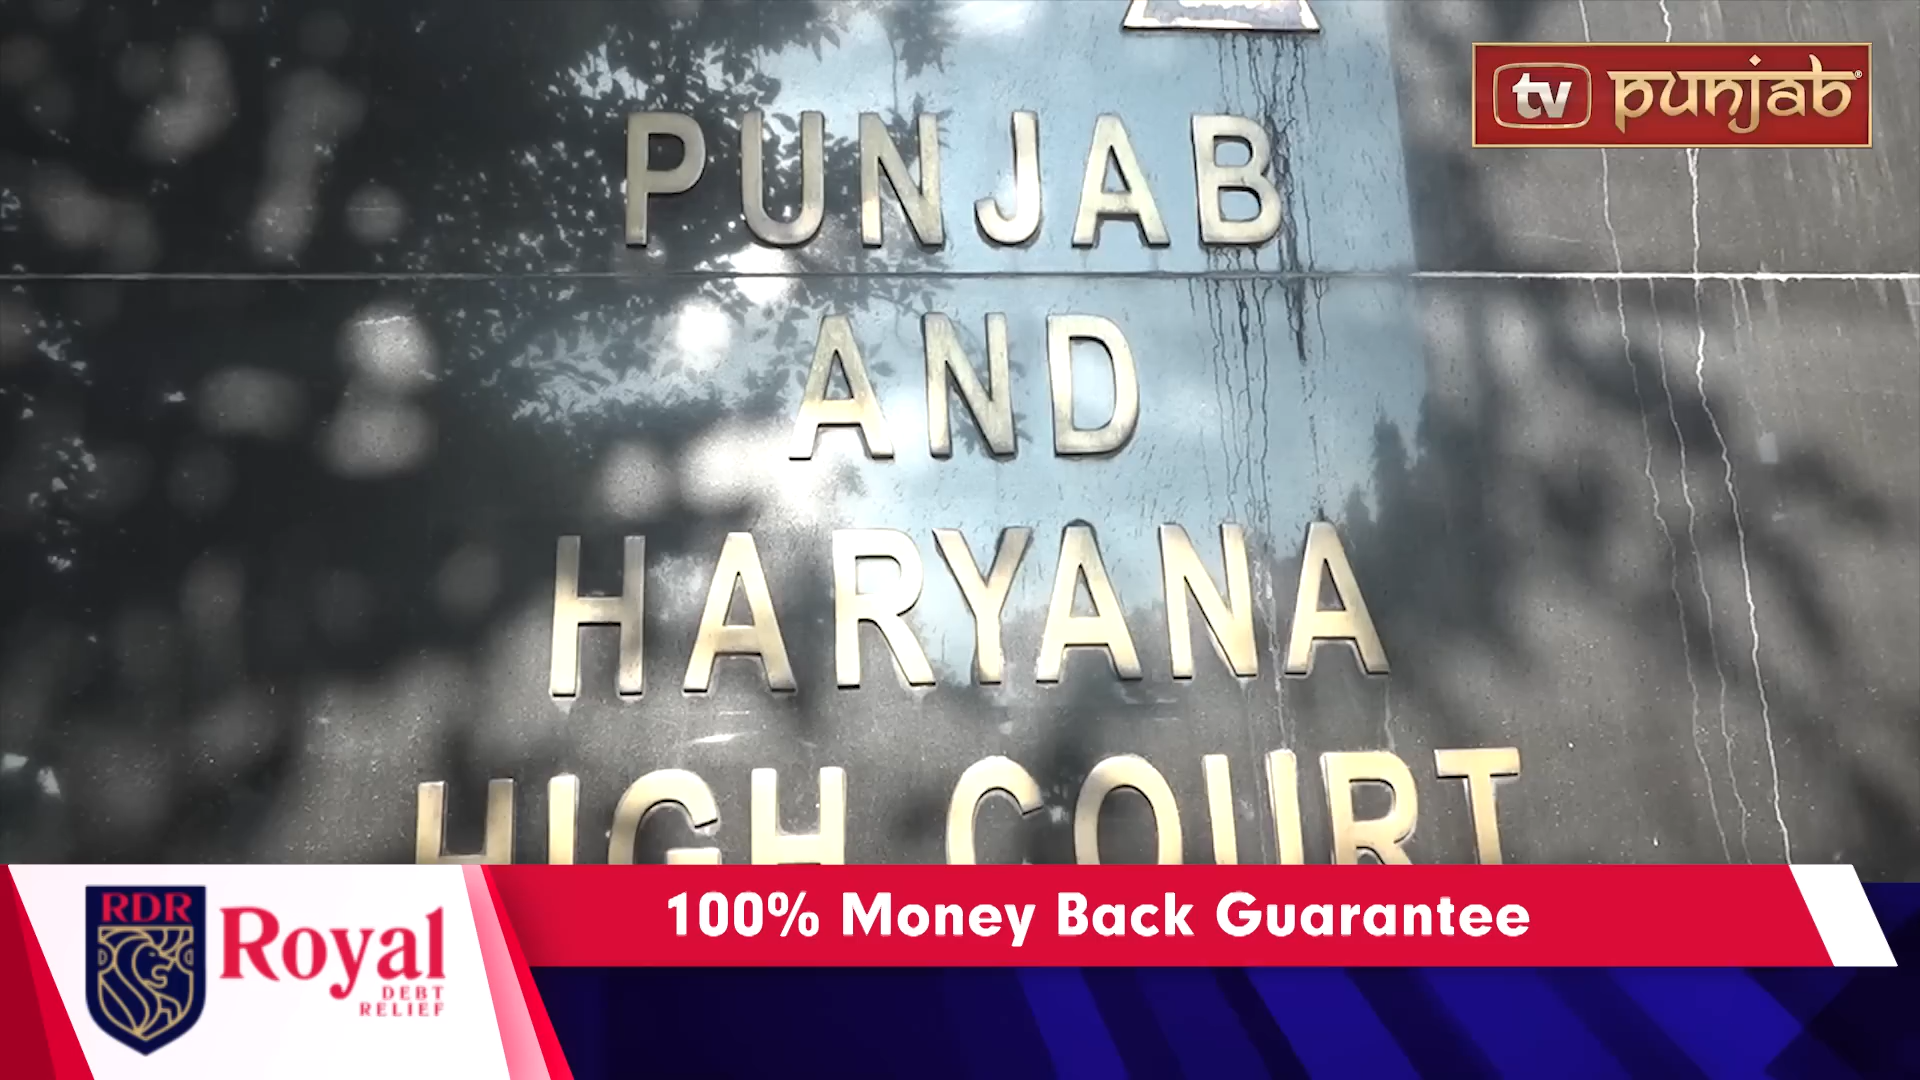 tv punjab®
PUNJAB
AND
HARYANA
HIGH COURT
100% Money Back Guarantee
RDR
Royal
DEBT
RELIEF